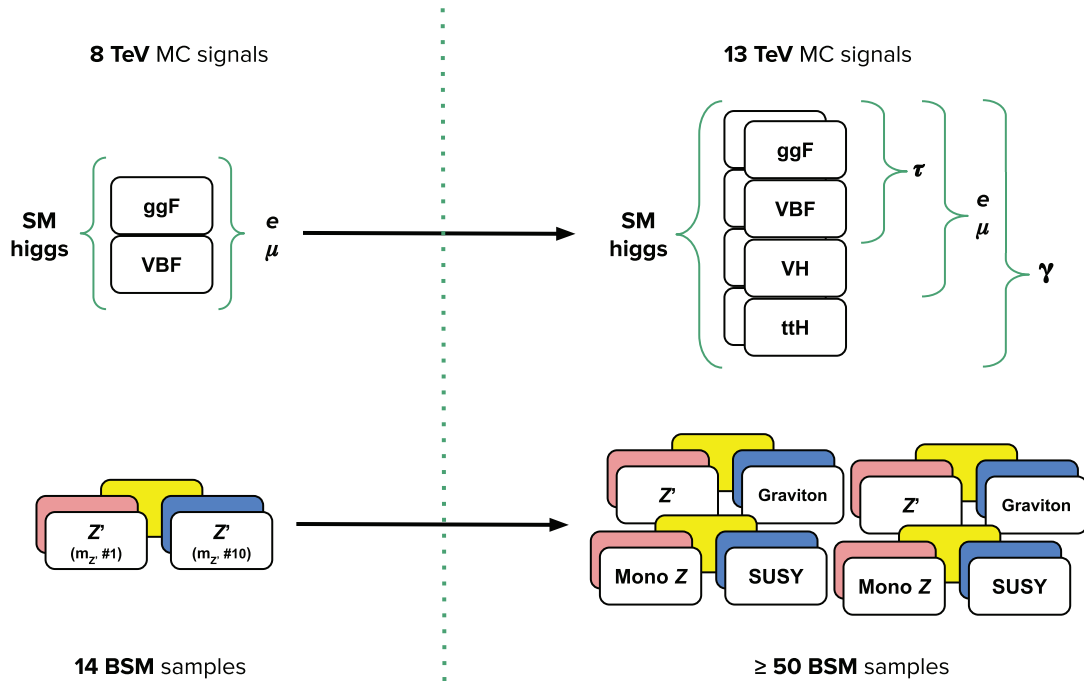 8 TeV MC signals
13 TeV MC signals
SM
higgs
ggF
VBF
e
μ
SM
higgs
ggF
VBF
VH
ttH
τ
e
μ
γ
Z'
(mZ', #1)
Z'
(mZ', #10)
Z'
Graviton
Mono Z
SUSY
Z'
Graviton
Mono Z
SUSY
14 BSM samples
≥ 50 BSM samples